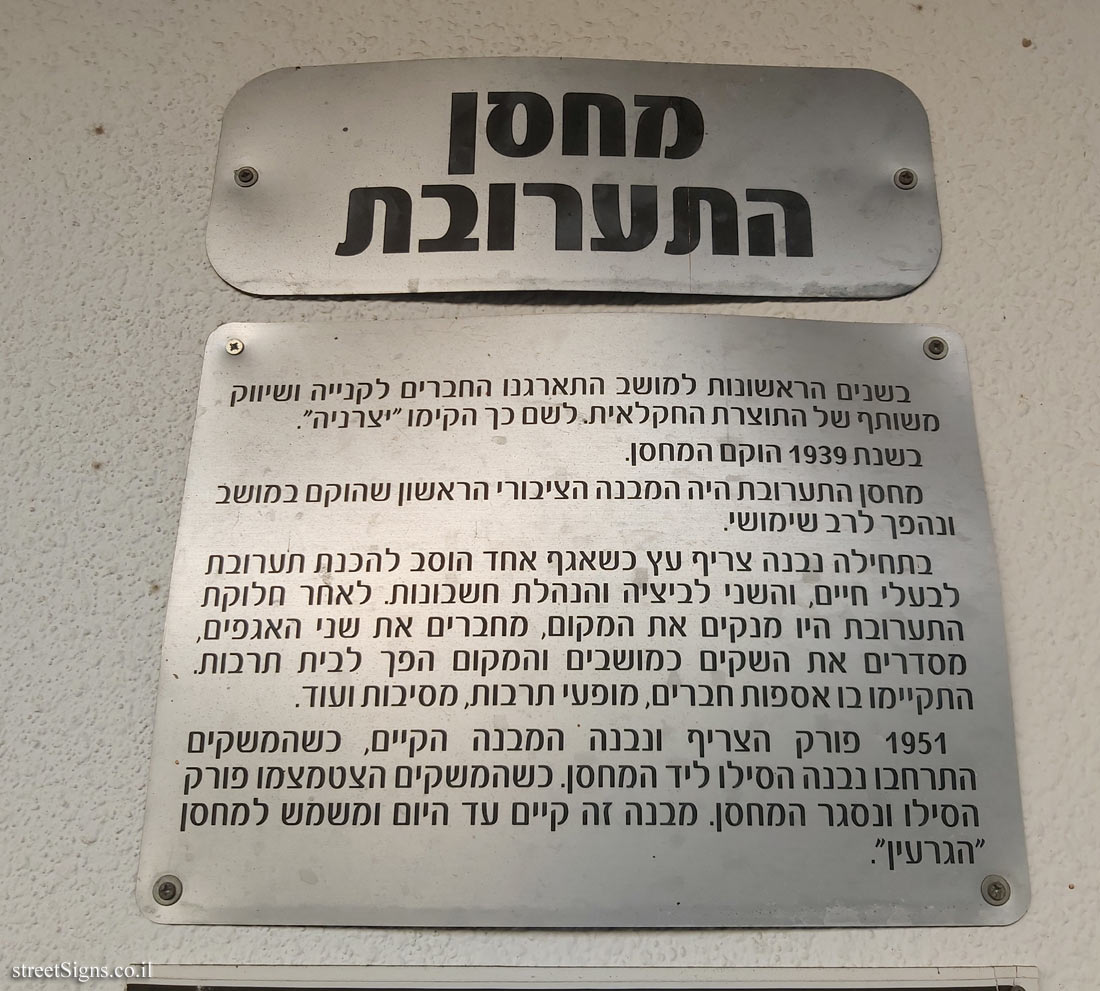 מחסן
התערובת
בשנים הראשונות למושב התארגנו החברים לקנייה ושיווק
משותף של התוצרת החקלאית. לשם כך הקימו "יצרניה".
בשנת 1939 הוקם המחסן.
מחסן התערובת היה המבנה הציבורי הראשון שהוקם במושב
ונהפך לרב שימושי.
בתחילה נבנה צריף עץ כשאגף אחד הוסב להכנת תערובת
לבעלי חיים, והשני לביציה והנהלת חשבונות. לאחר חלוקת
התערובת היו מנקים את המקום, מחברים את שני האגפים,
מסדרים את השקים כמושבים והמקום הפך לבית תרבות.
התקיימו בו אספות חברים, מופעי תרבות, מסיבות ועוד.
1951 פורק הצריף ונבנה המבנה הקיים, כשהמשקים
התרחבו נבנה הסילו ליד המחסן. כשהמשקים הצטמצמו פורק
הסילו ונסגר המחסן. מבנה זה קיים עד היום ומשמש למחסן
"הגרעין".
streetSigns.co.il